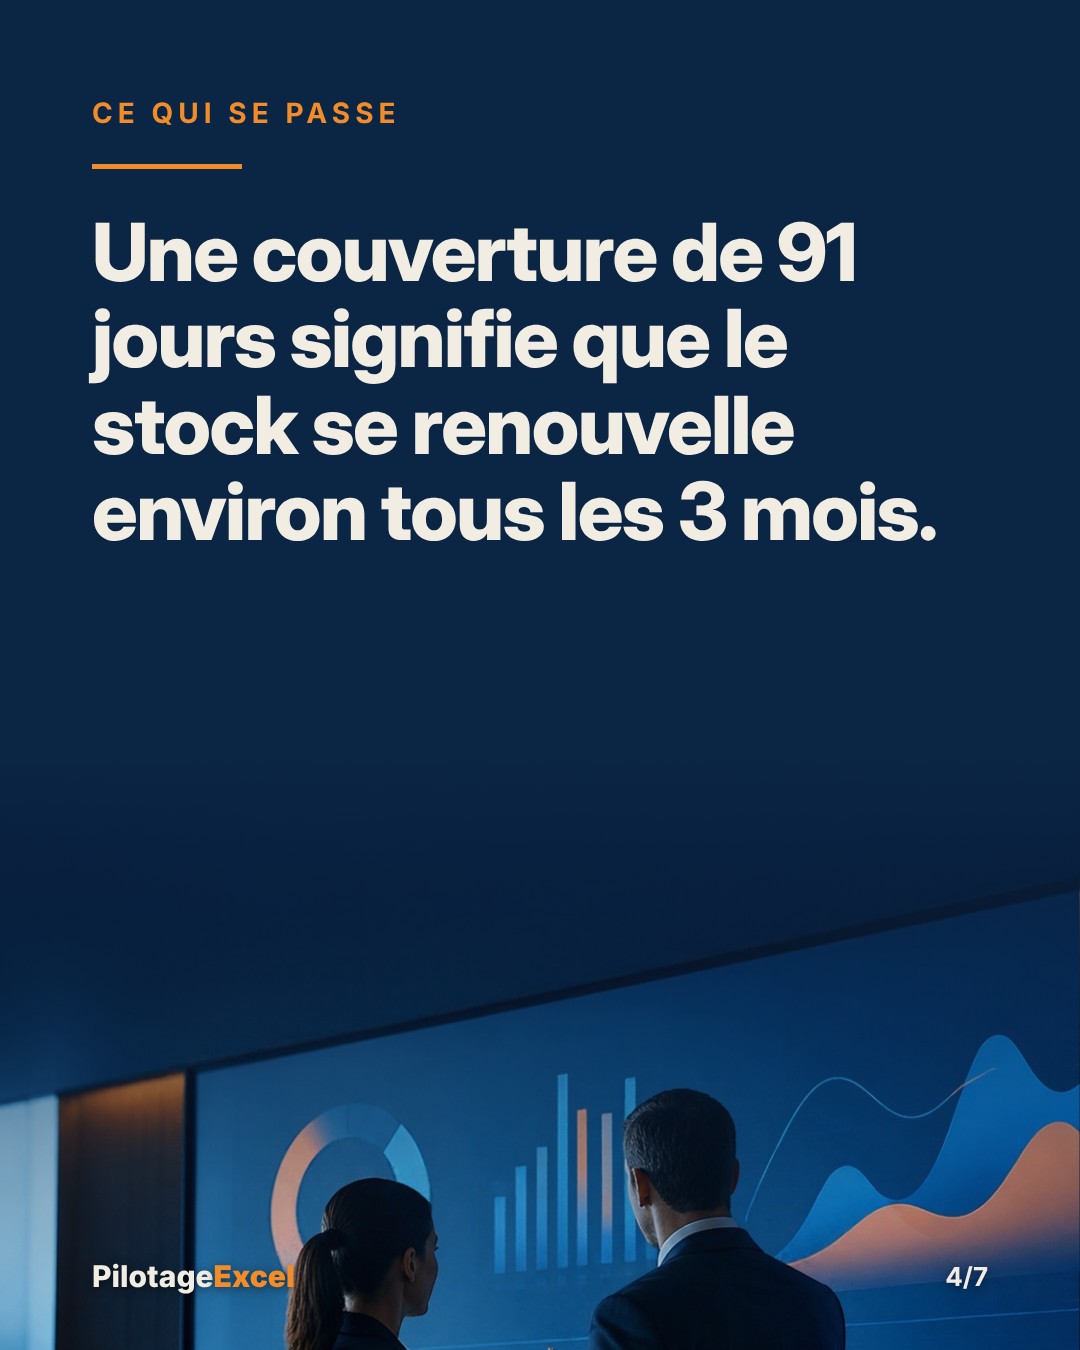 CE QUI SE PASSE
Une couverture de 91
jours signifie que le
stock se renouvelle
environ tous les 3 mois.
PilotageExcel
4/7